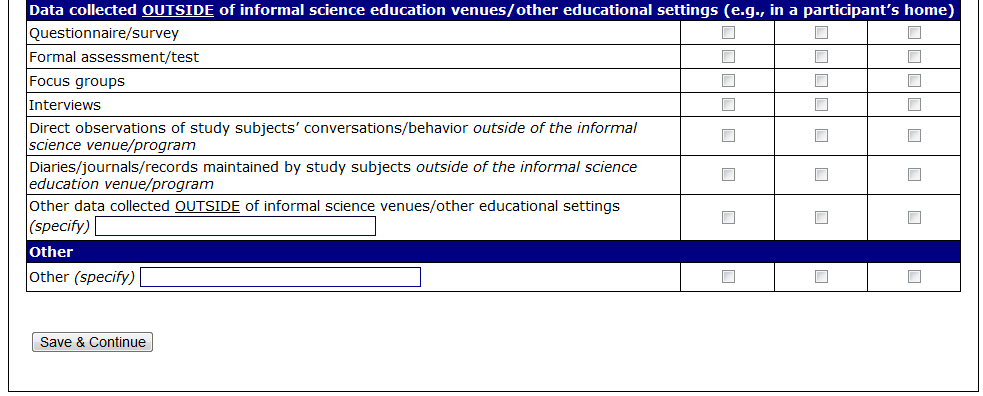 Data collected OUTSIDE of informal science education venues/other educational settings (e.g., in a participant's home)
Questionnaire/survey
Formal assessment/test
Focus groups
Interviews
Direct observations of study subjects' conversations/behavior outside of the informal
science venue/program
Diaries/journals/records maintained by study subjects outside of the informal science
education venue/program
Other data collected OUTSIDE of informal science venues/other educational settings
(specify)
Other
Other (specify)
Save & Continue